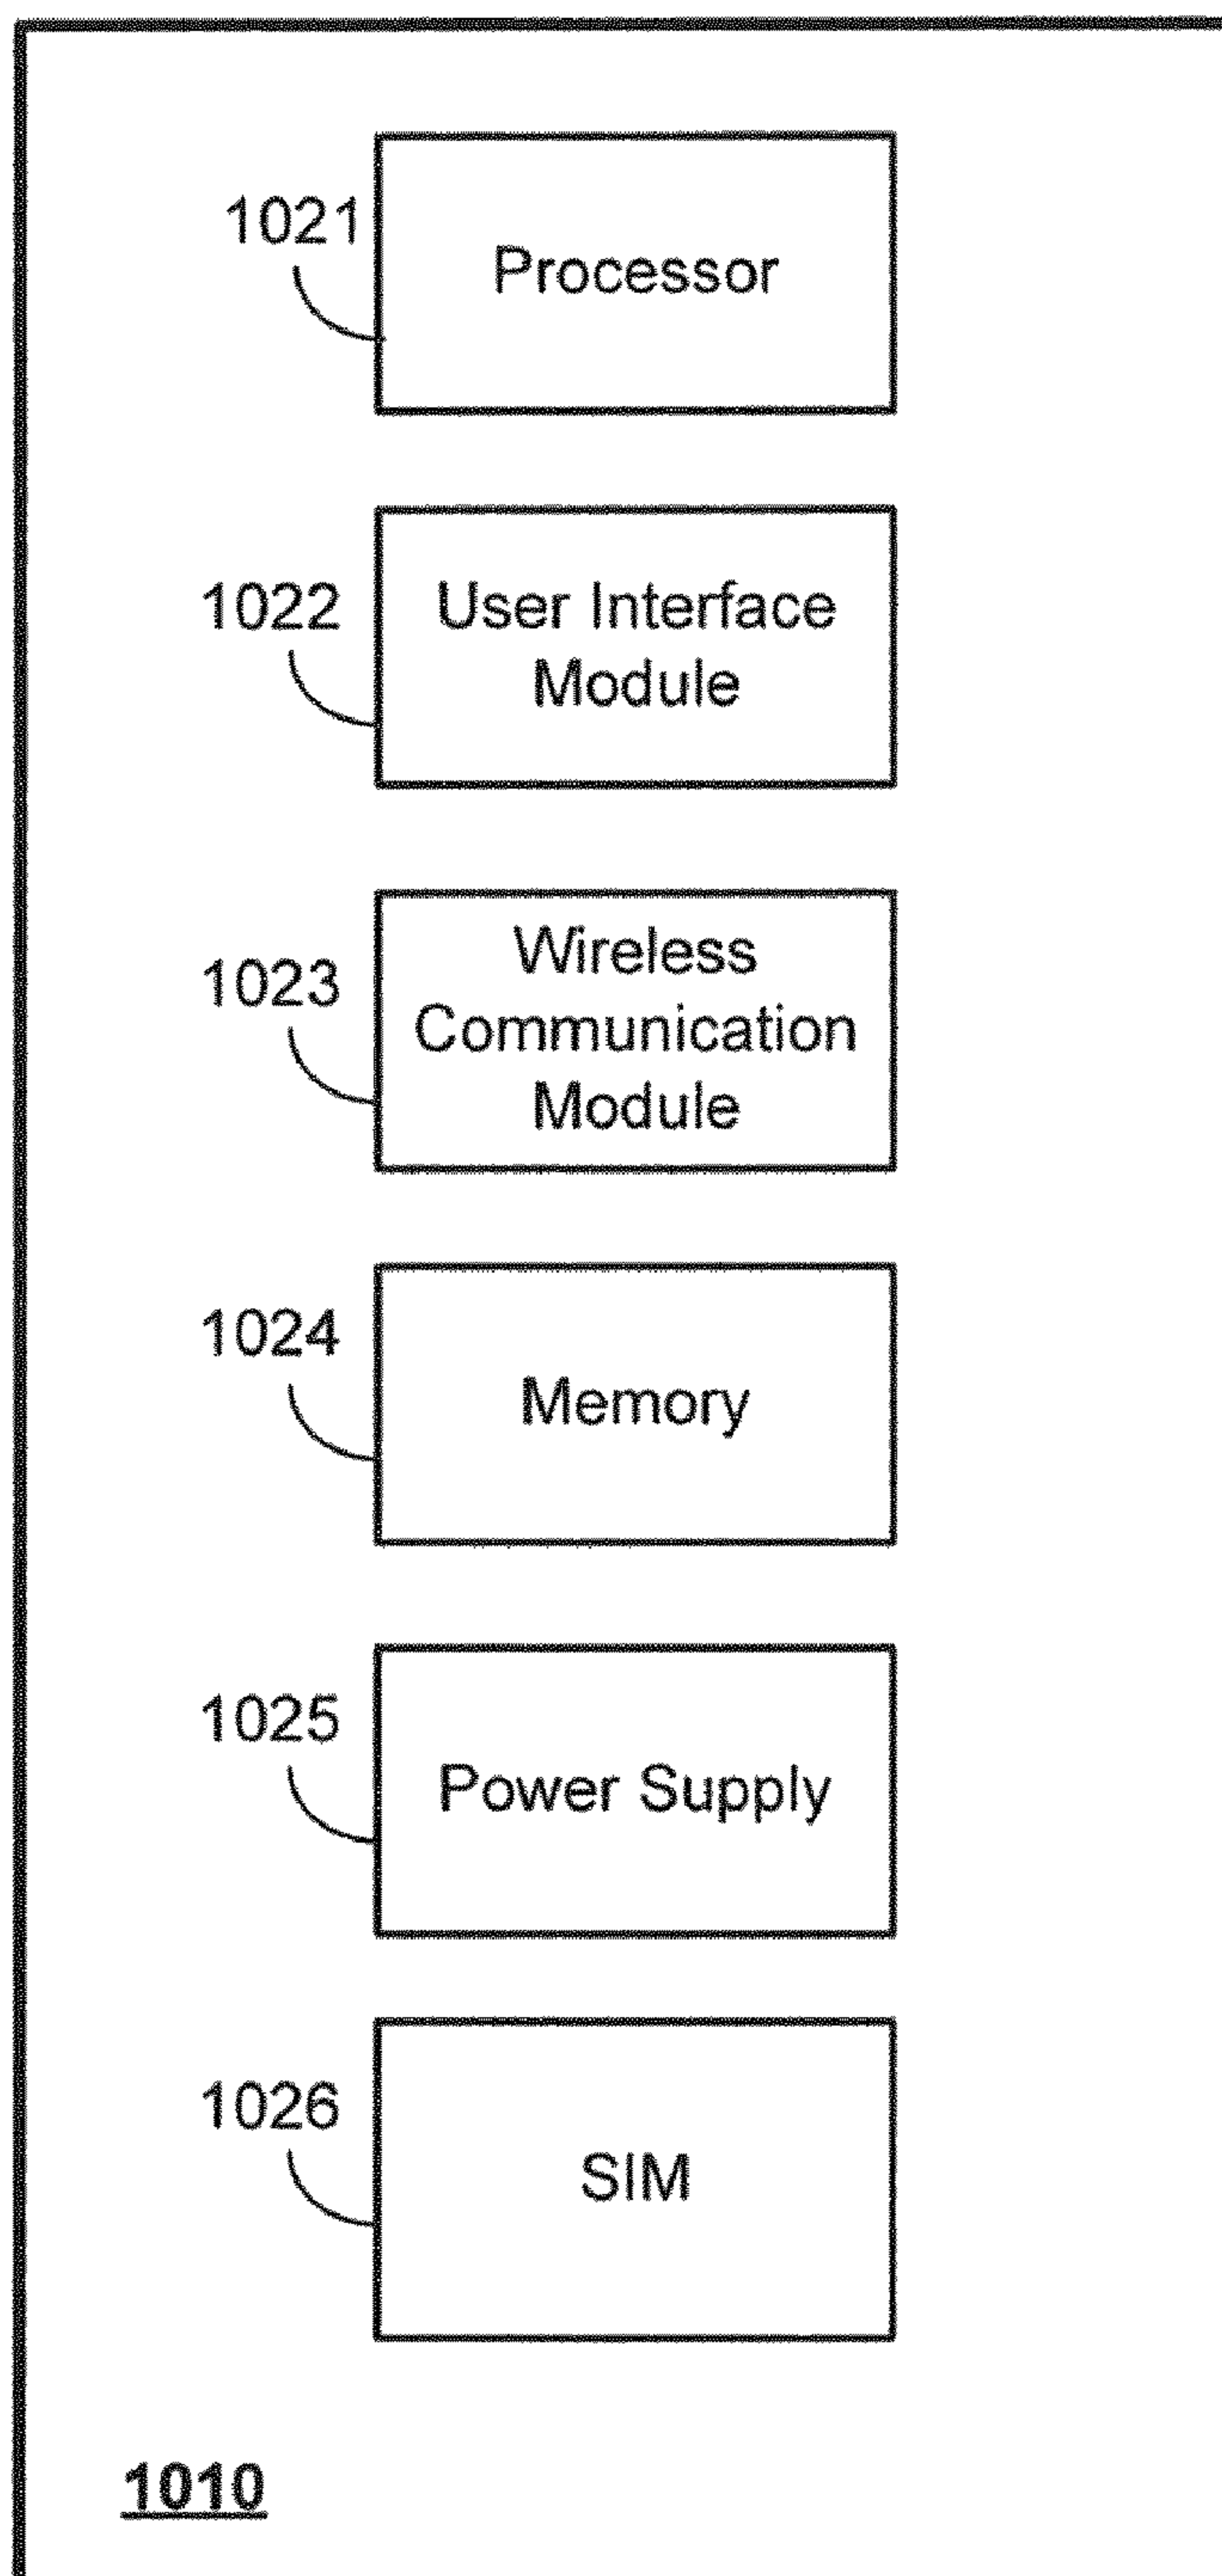 1021
Processor
1022
User Interface
Module
1023
Wireless
Communication
Module
1024
Memory
1025
Power Supply
1026
SIM
1010